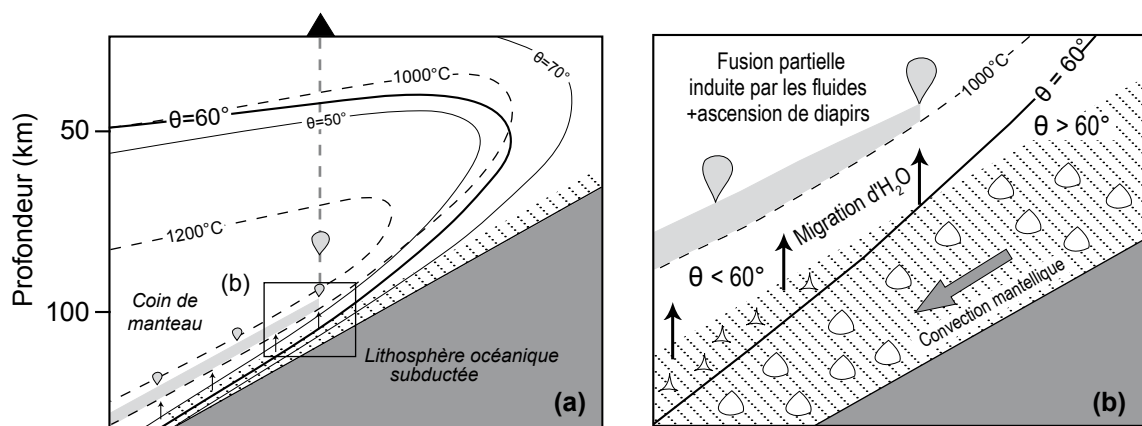 Profondeur (km)
50
100
1000°C
θ=70°
θ=60°
θ=50°
1200°C
(b)
Coin de
manteau
Lithosphère océanique
subductée
(a)
Fusion partielle
induite par les fluides
+ascension de diapirs
1000°C
θ = 60°
θ > 60°
Migration d'H₂O
θ < 60°
Convection mantellique
(b)